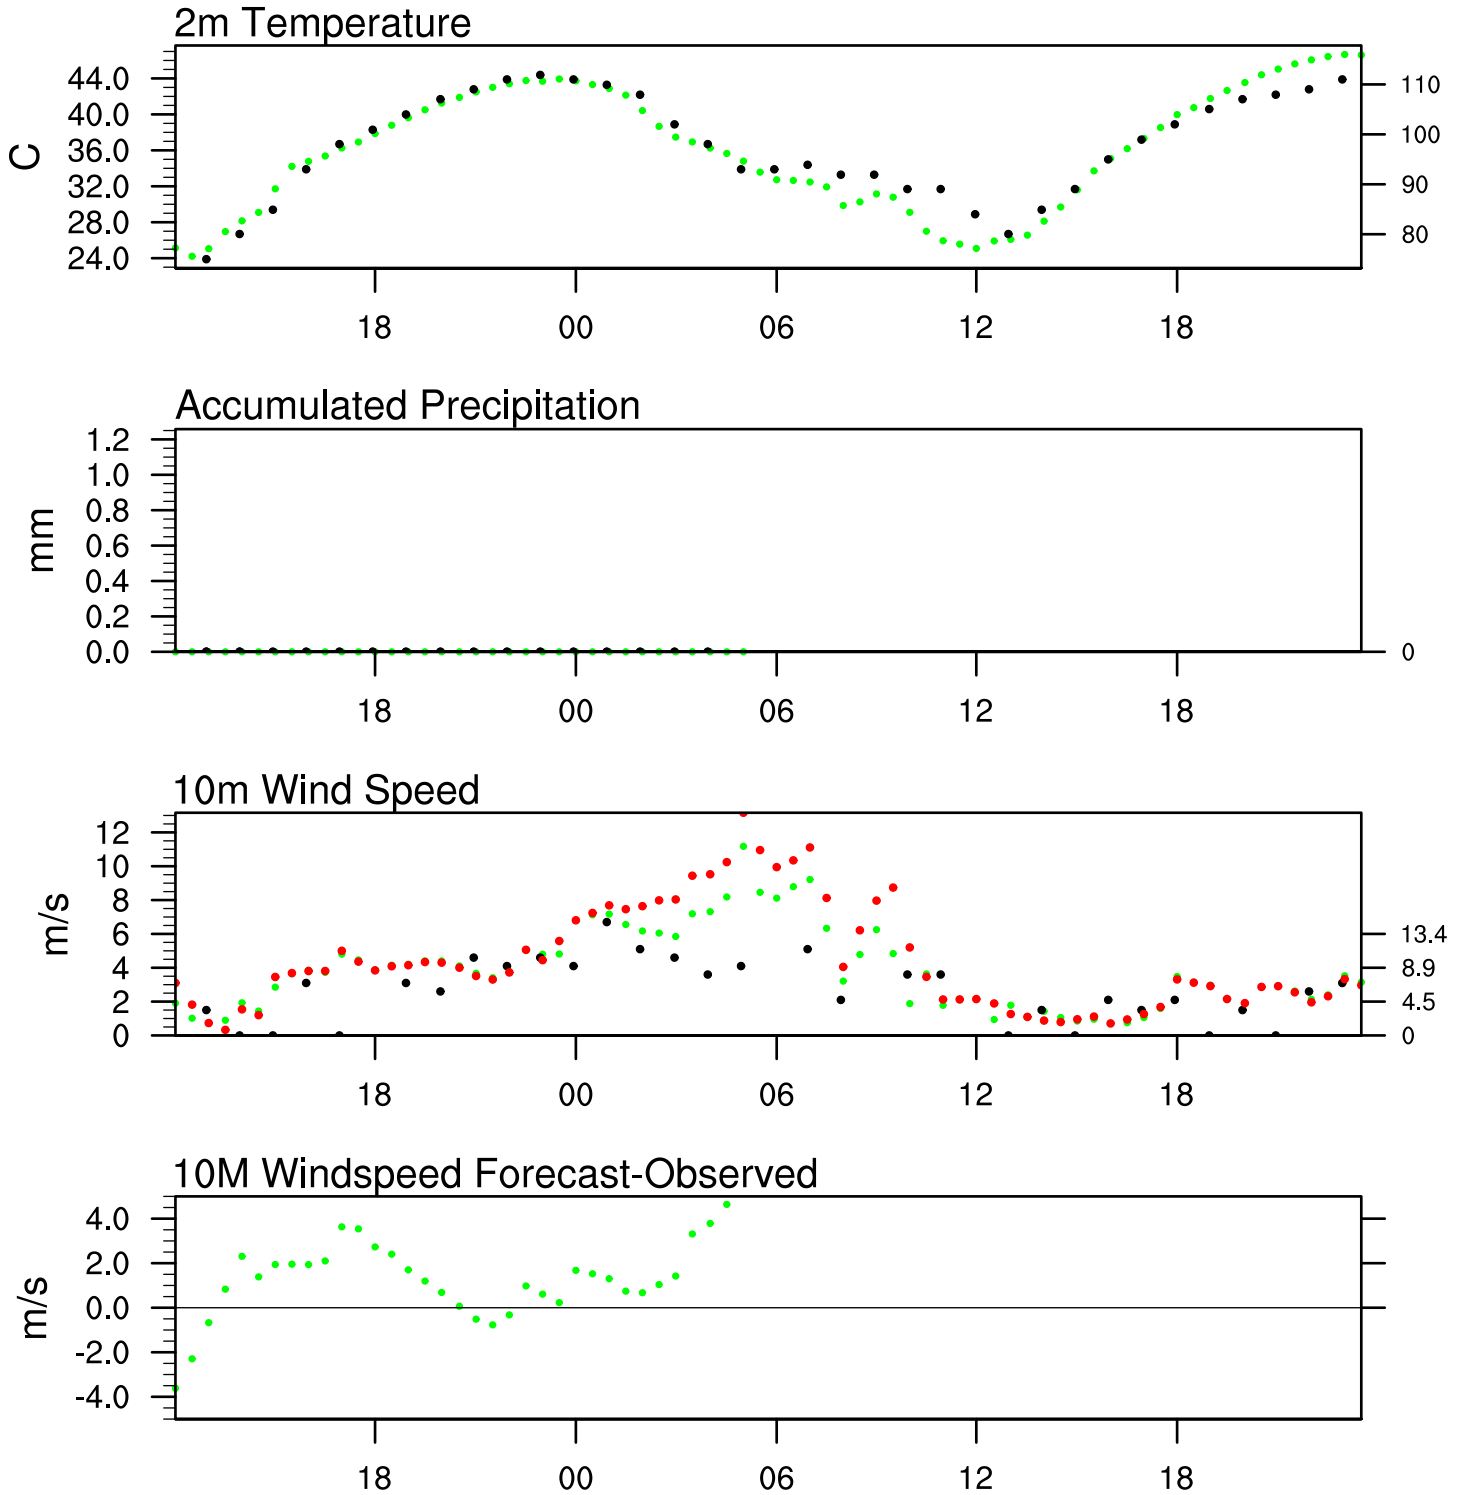 2m Temperature
44.0
40.0
36.0
32.0
28.0
24.0
C
110
100
90
80
18 00 06 12 18
Accumulated Precipitation
1.2
1.0
0.8
0.6
0.4
0.2
0.0
mm
0
18 00 06 12 18
10m Wind Speed
12
10
8
6
4
2
0
m/s
13.4
8.9
4.5
0
18 00 06 12 18
10M Windspeed Forecast-Observed
4.0
2.0
0.0
-2.0
-4.0
m/s
18 00 06 12 18